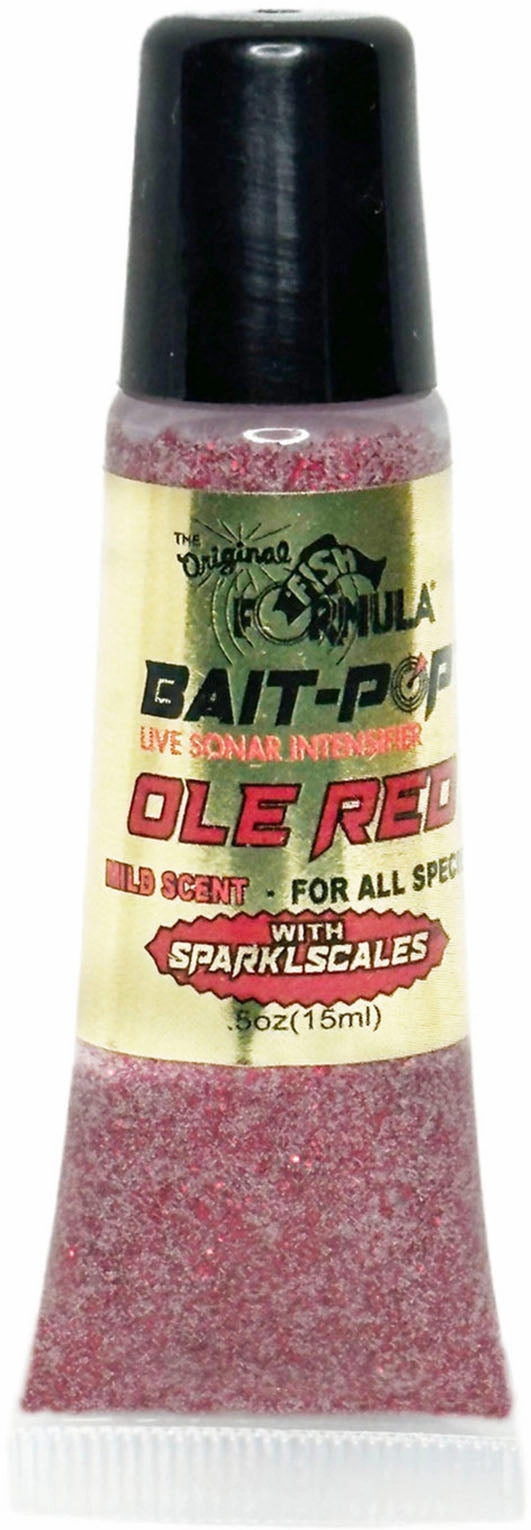 THE
Original
FISH
FORMULA
BAIT-POP
LIVE SONAR INTENSIFIER
OLE RED
MILD SCENT · FOR ALL SPECI
WITH
SPARKLSCALES
.5oz(15ml)